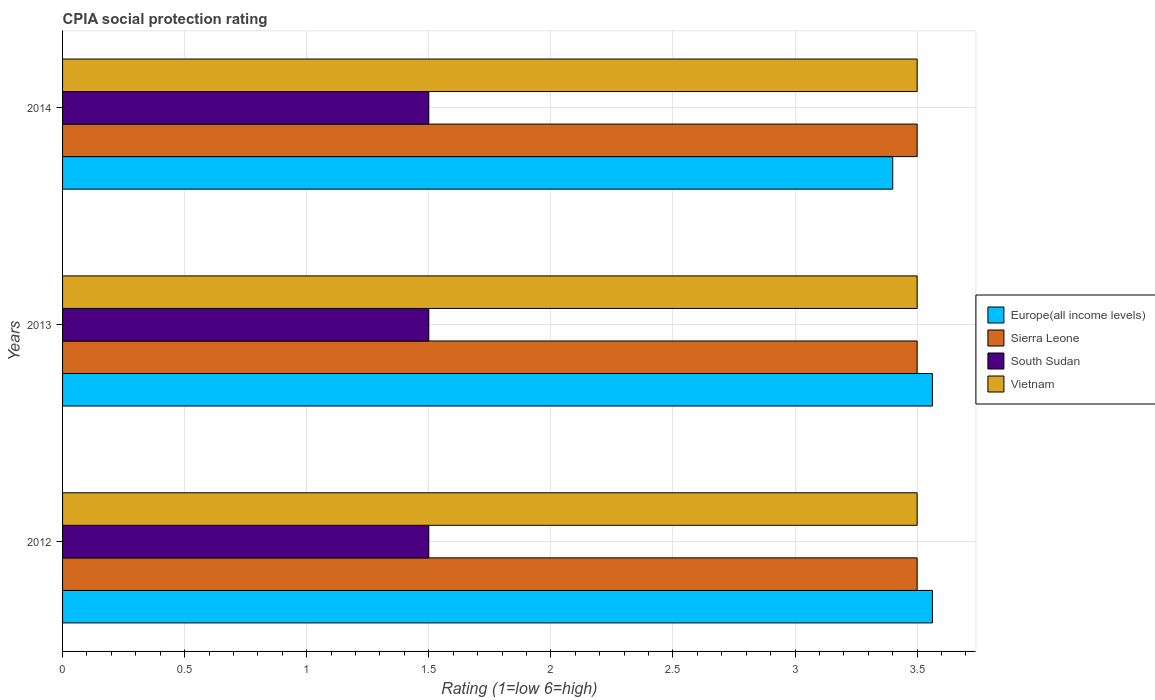 CPIA social protection rating
2014
2013
2012
Years
0
0.5
1
1.5
2
2.5
3
3.5
Rating (1=low 6=high)
Europe(all income levels)
Sierra Leone
South Sudan
Vietnam